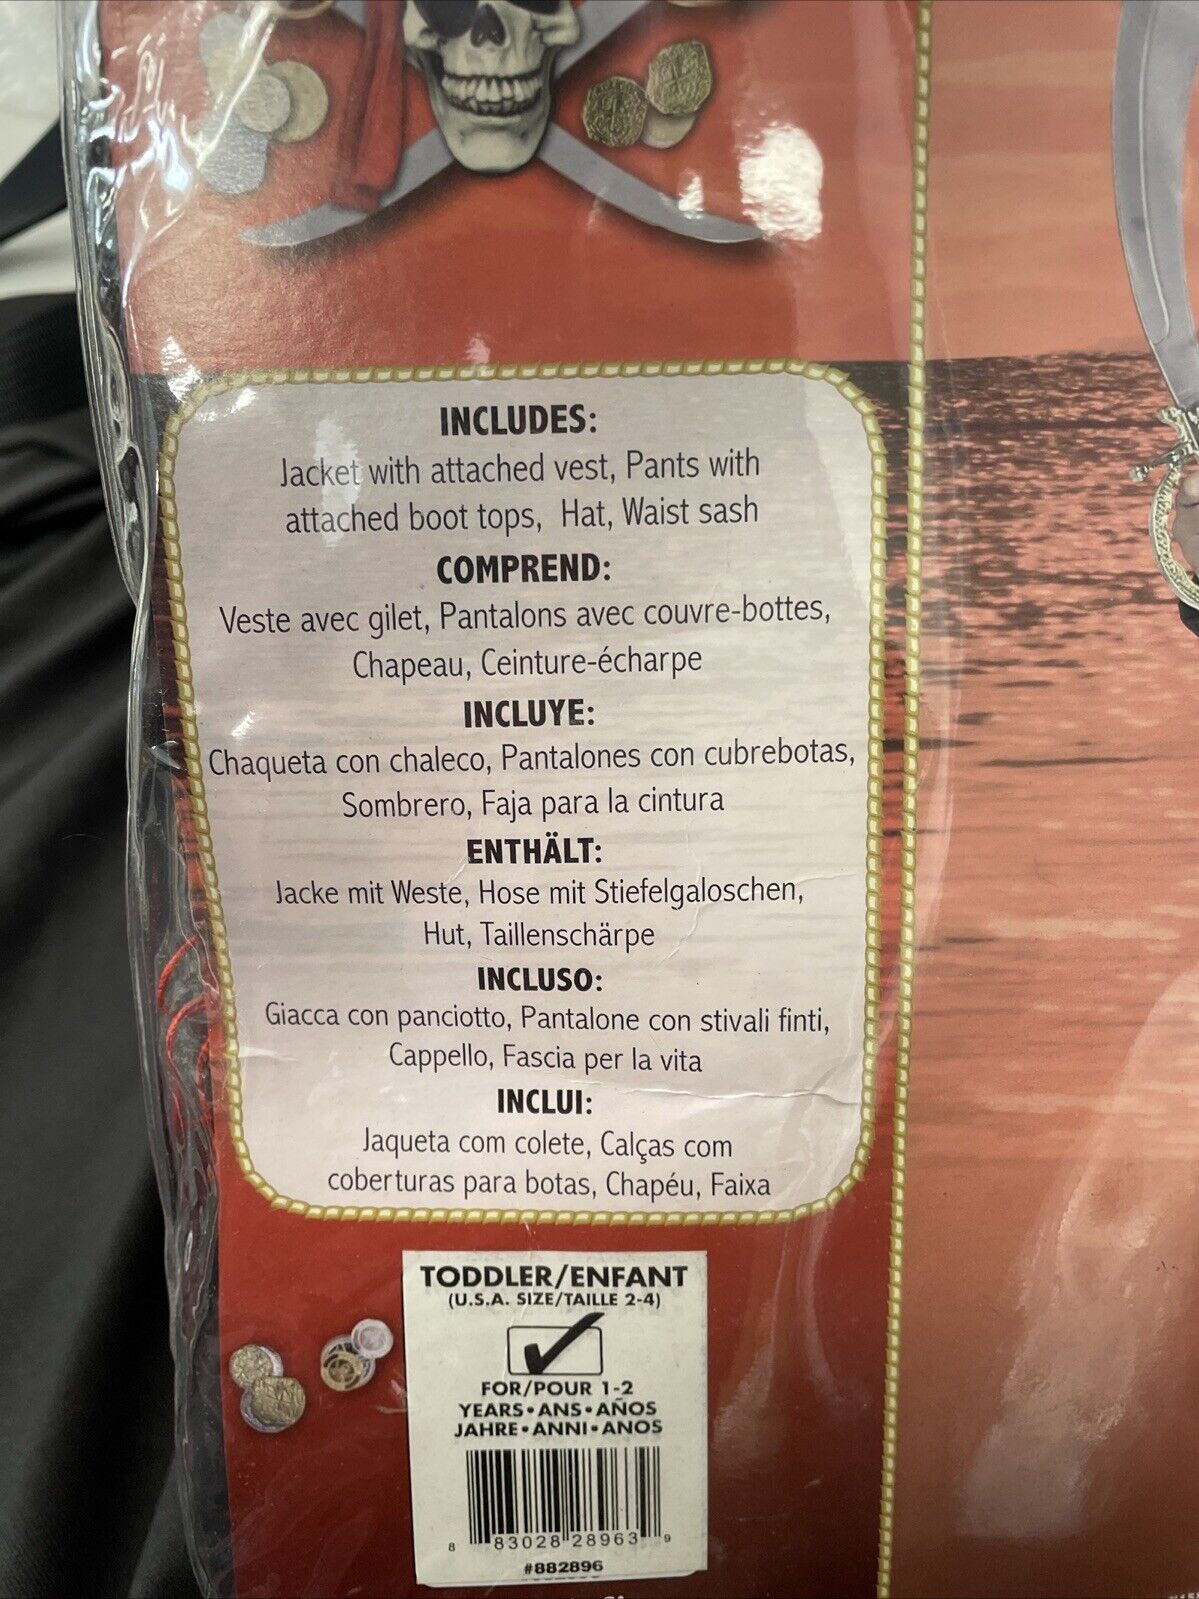 INCLUDES:
Jacket with attached vest, Pants with
attached boot tops, Hat, Waist sash
COMPREND:
Veste avec gilet, Pantalons avec couvre-bottes,
Chapeau, Ceinture-écharpe
INCLUYE:
Chaqueta con chaleco, Pantalones con cubrebotas,
Sombrero, Faja para la cintura
ENTHÄLT:
Jacke mit Weste, Hose mit Stiefelgaloschen,
Hut, Taillenschärpe
INCLUSO:
Giacca con panciotto, Pantalone con stivali finti,
Cappello, Fascia per la vita
INCLUI:
Jaqueta com colete, Calças com
coberturas para botas, Chapéu, Faixa
TODDLER/ENFANT
(U.S.A. SIZE/TAILLE 2-4)
FOR/POUR 1-2
YEARS•ANS•AÑOS
JAHRE•ANNI•ANOS
8 83028 28963 9
#882896